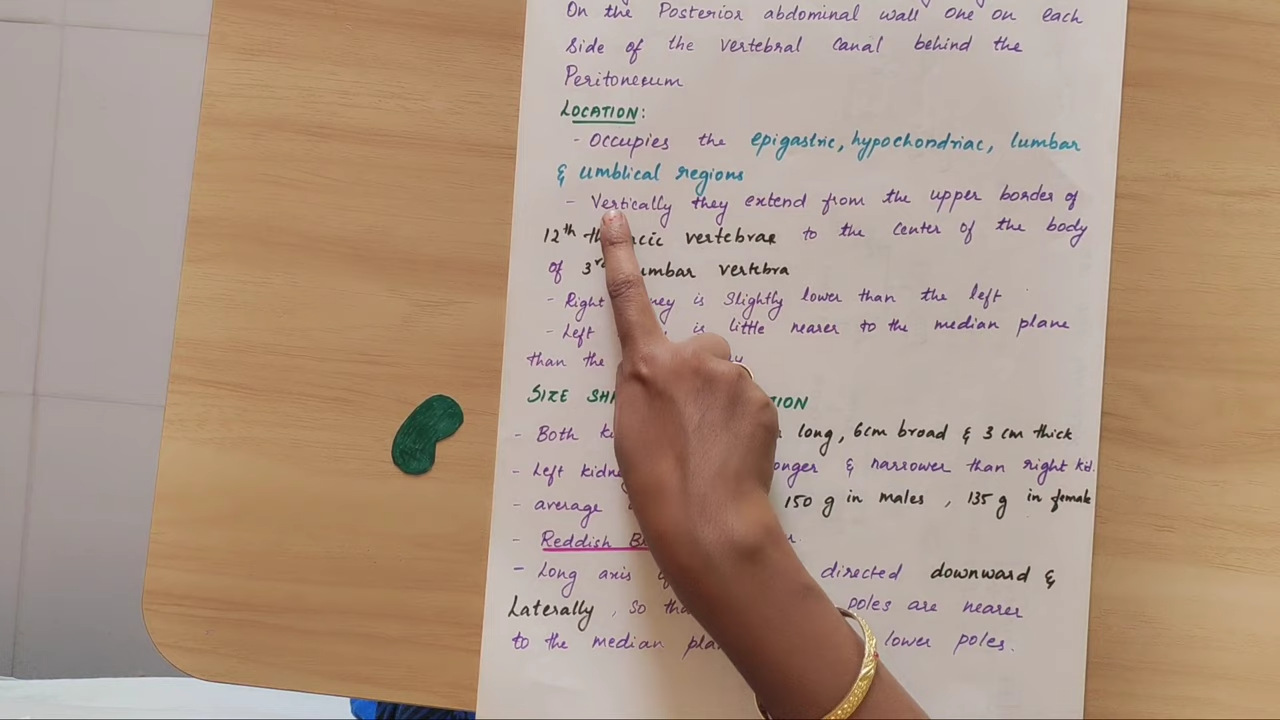 On the Posterior abdominal wall one on each
Side of the vertebral Canal behind the
Peritoneum
LOCATION:
- Occupies the epigastric, hypochondriac, lumbar
& umblical regions
- Vertically they extend from the upper border of
12th vertebrae to the center of the body
of lumbar vertebra
- Right is slightly lower than the left
- Left is little nearer to the median plane
than the
SIZE
- Both long, 6cm broad & 3 cm thick
- Left & narrower than right kid.
- average 150 g in males, 135 g in female
- Reddish
- Long axis directed downward &
Laterally, so poles are nearer
to the median lower poles.